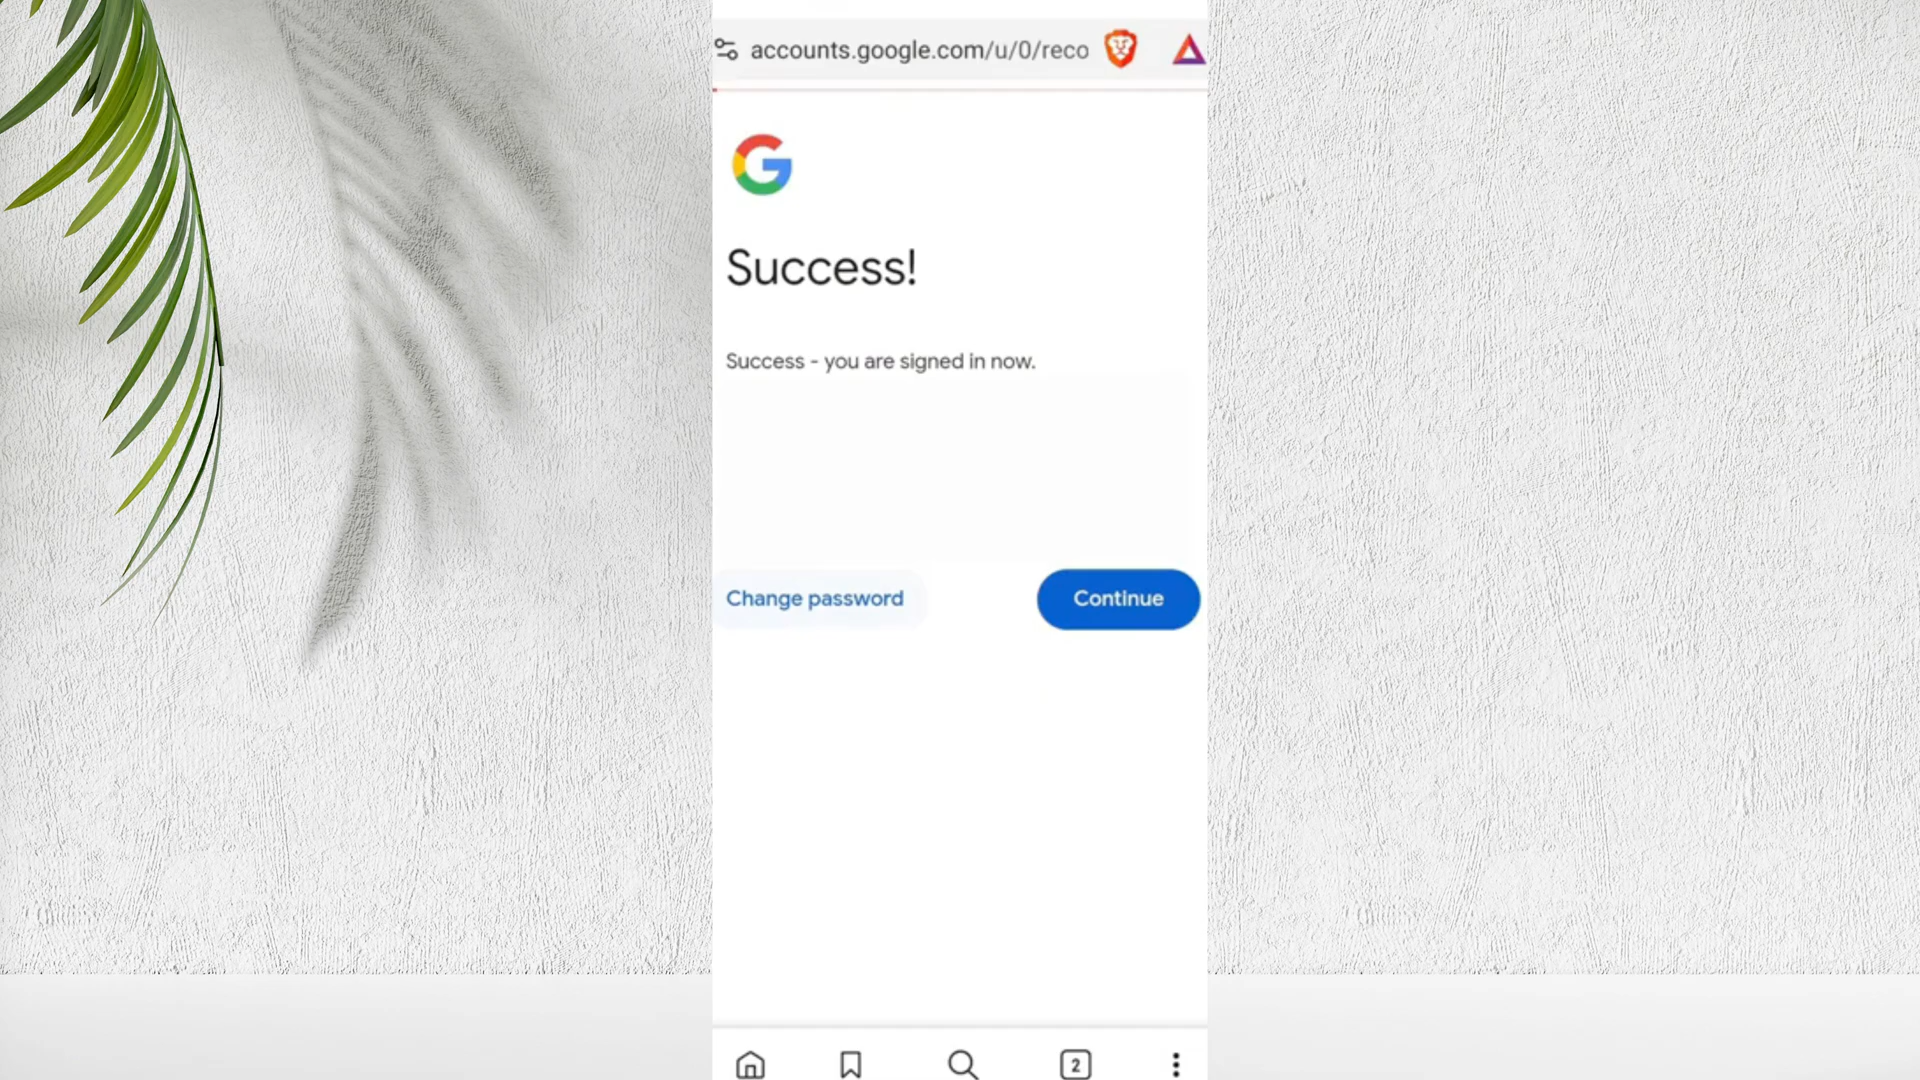 accounts.google.com/u/0/reco
Success!
Success - you are signed in now.
Change password
Continue
2